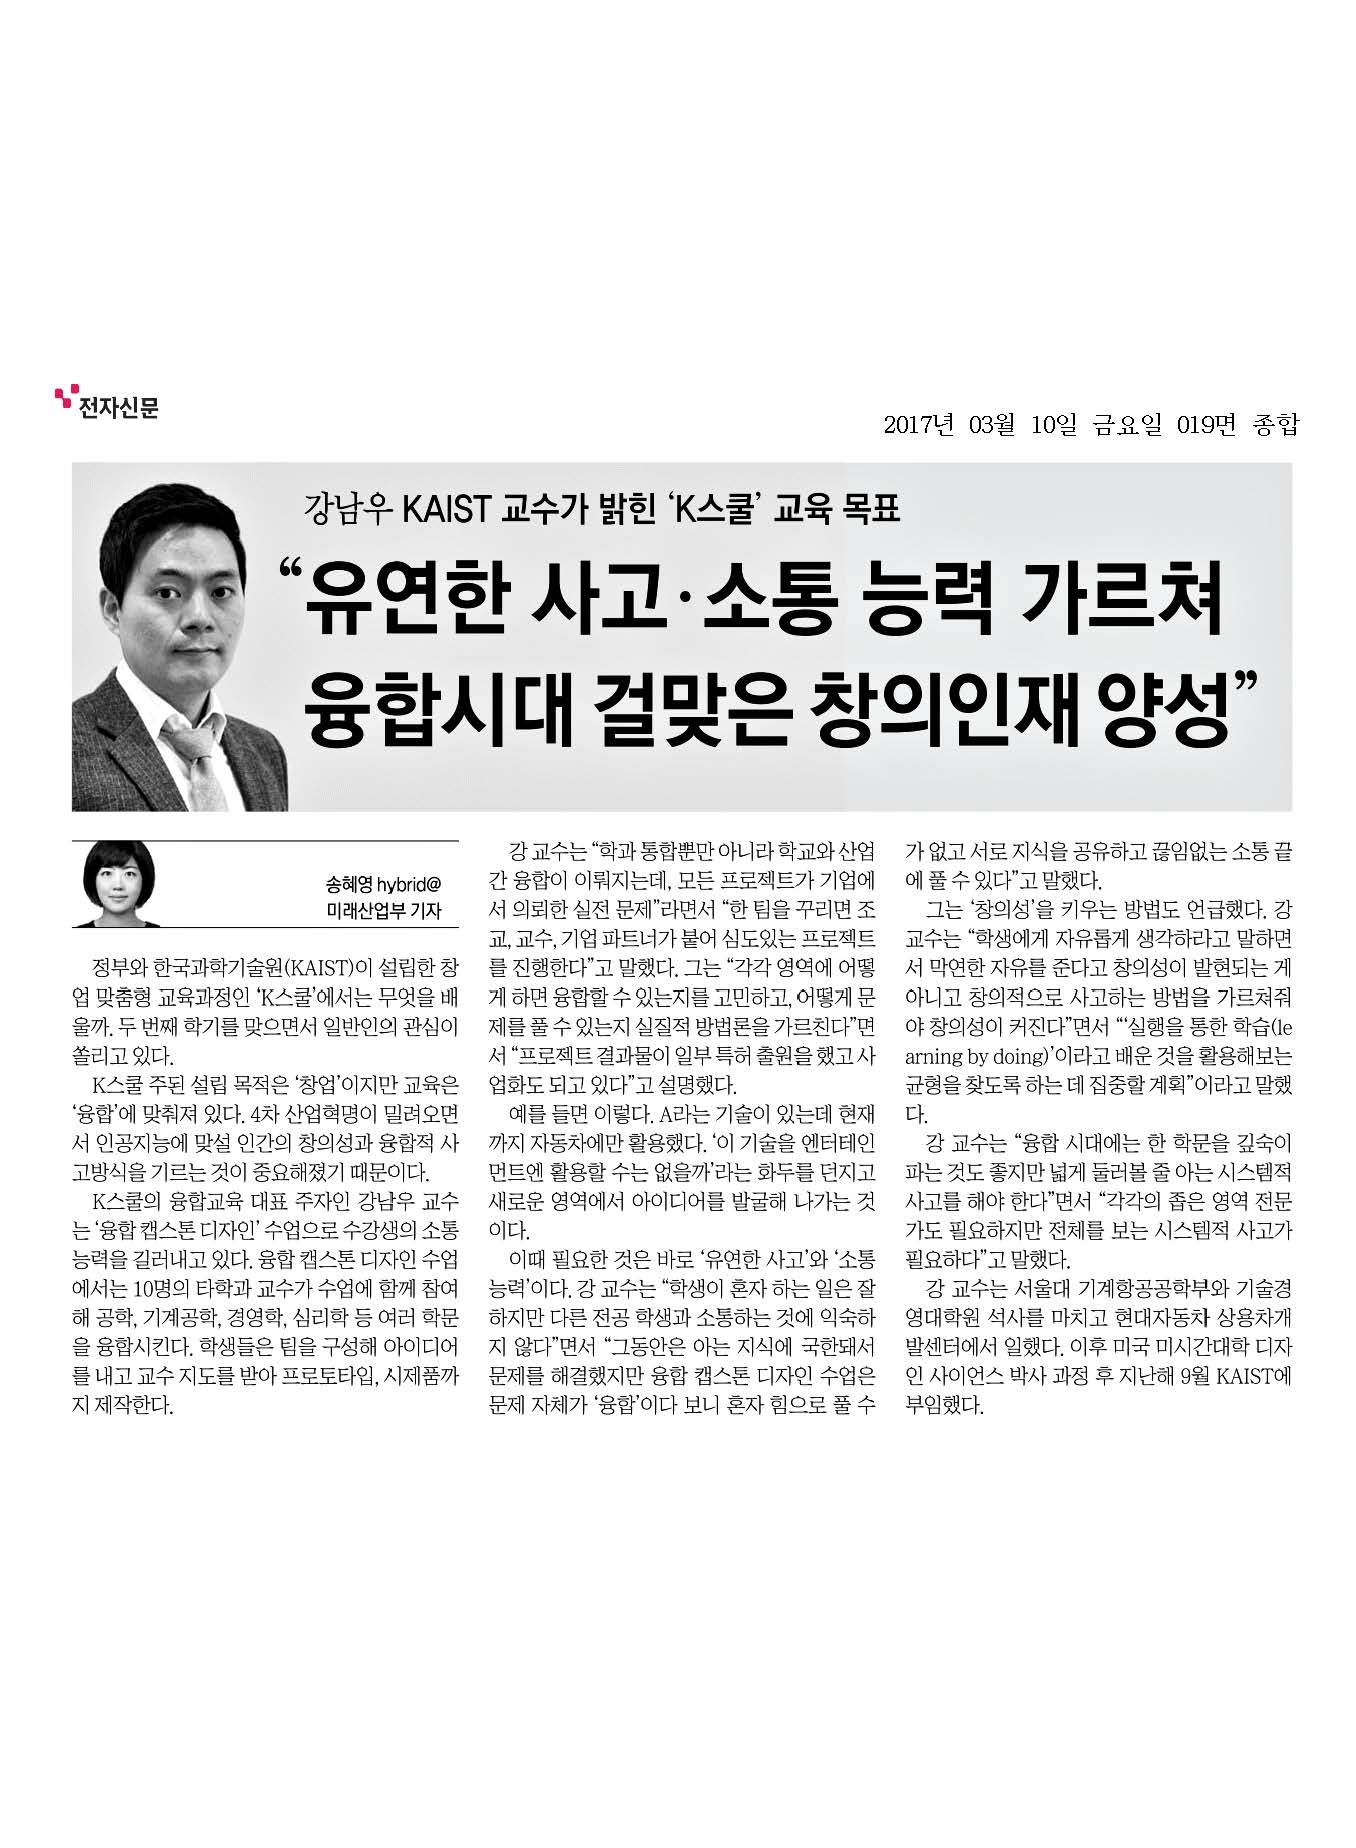 전자신문
2017년 03월 10일 금요일 019면 종합
강남우 KAIST 교수가 밝힌 ‘K스쿨’ 교육 목표
“유연한 사고·소통 능력 가르쳐
융합시대 걸맞은 창의인재 양성”
송혜영 hybrid@
미래산업부 기자
정부와 한국과학기술원(KAIST)이 설립한 창
업 맞춤형 교육과정인 ‘K스쿨’에서는 무엇을 배
울까. 두 번째 학기를 맞으면서 일반인의 관심이
쏠리고 있다.
K스쿨 주된 설립 목적은 ‘창업’이지만 교육은
‘융합’에 맞춰져 있다. 4차 산업혁명이 밀려오면
서 인공지능에 맞설 인간의 창의성과 융합적 사
고방식을 기르는 것이 중요해졌기 때문이다.
K스쿨의 융합교육 대표 주자인 강남우 교수
는 ‘융합 캡스톤 디자인’ 수업으로 수강생의 소통
능력을 길러내고 있다. 융합 캡스톤 디자인 수업
에서는 10명의 타학과 교수가 수업에 함께 참여
해 공학, 기계공학, 경영학, 심리학 등 여러 학문
을 융합시킨다. 학생들은 팀을 구성해 아이디어
를 내고 교수 지도를 받아 프로토타입, 시제품까
지 제작한다.
강 교수는 “학과 통합뿐만 아니라 학교와 산업
간 융합이 이뤄지는데, 모든 프로젝트가 기업에
서 의뢰한 실전 문제”라면서 “한 팀을 꾸리면 조
교, 교수, 기업 파트너가 붙어 심도있는 프로젝트
를 진행한다”고 말했다. 그는 “각각 영역에 어떻
게 하면 융합할 수 있는지를 고민하고, 어떻게 문
제를 풀 수 있는지 실질적 방법론을 가르친다”면
서 “프로젝트 결과물이 일부 특허 출원을 했고 사
업화도 되고 있다”고 설명했다.
예를 들면 이렇다. A라는 기술이 있는데 현재
까지 자동차에만 활용했다. ‘이 기술을 엔터테인
먼트엔 활용할 수는 없을까’라는 화두를 던지고
새로운 영역에서 아이디어를 발굴해 나가는 것
이다.
이때 필요한 것은 바로 ‘유연한 사고’와 ‘소통
능력’이다. 강 교수는 “학생이 혼자 하는 일은 잘
하지만 다른 전공 학생과 소통하는 것에 익숙하
지 않다”면서 “그동안은 아는 지식에 국한돼서
문제를 해결했지만 융합 캡스톤 디자인 수업은
문제 자체가 ‘융합’이다 보니 혼자 힘으로 풀 수
가 없고 서로 지식을 공유하고 끊임없는 소통 끝
에 풀 수 있다”고 말했다.
그는 ‘창의성’을 키우는 방법도 언급했다. 강
교수는 “학생에게 자유롭게 생각하라고 말하면
서 막연한 자유를 준다고 창의성이 발현되는 게
아니고 창의적으로 사고하는 방법을 가르쳐줘
야 창의성이 커진다”면서 “‘실행을 통한 학습(le
arning by doing)’이라고 배운 것을 활용해보는
균형을 찾도록 하는 데 집중할 계획”이라고 말했
다.
강 교수는 “융합 시대에는 한 학문을 깊숙이
파는 것도 좋지만 넓게 둘러볼 줄 아는 시스템적
사고를 해야 한다”면서 “각각의 좁은 영역 전문
가도 필요하지만 전체를 보는 시스템적 사고가
필요하다”고 말했다.
강 교수는 서울대 기계항공공학부와 기술경
영대학원 석사를 마치고 현대자동차 상용차개
발센터에서 일했다. 이후 미국 미시간대학 디자
인 사이언스 박사 과정 후 지난해 9월 KAIST에
부임했다.